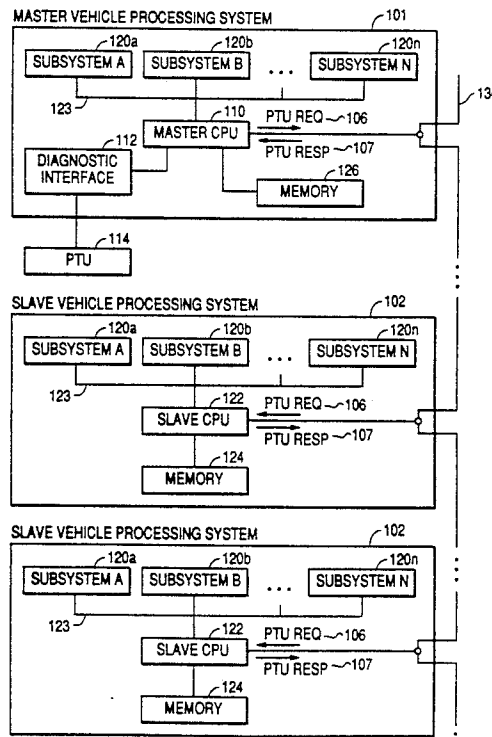 MASTER VEHICLE PROCESSING SYSTEM
101
120a
120b
120n
SUBSYSTEM A
SUBSYSTEM B
...
SUBSYSTEM N
123
110
PTU REQ
106
13
112
MASTER CPU
PTU RESP
107
DIAGNOSTIC
INTERFACE
126
MEMORY
114
PTU
SLAVE VEHICLE PROCESSING SYSTEM
102
120a
120b
120n
SUBSYSTEM A
SUBSYSTEM B
...
SUBSYSTEM N
123
122
PTU REQ
106
SLAVE CPU
PTU RESP
107
124
MEMORY
SLAVE VEHICLE PROCESSING SYSTEM
102
120a
120b
120n
SUBSYSTEM A
SUBSYSTEM B
...
SUBSYSTEM N
123
122
PTU REQ
106
SLAVE CPU
PTU RESP
107
124
MEMORY